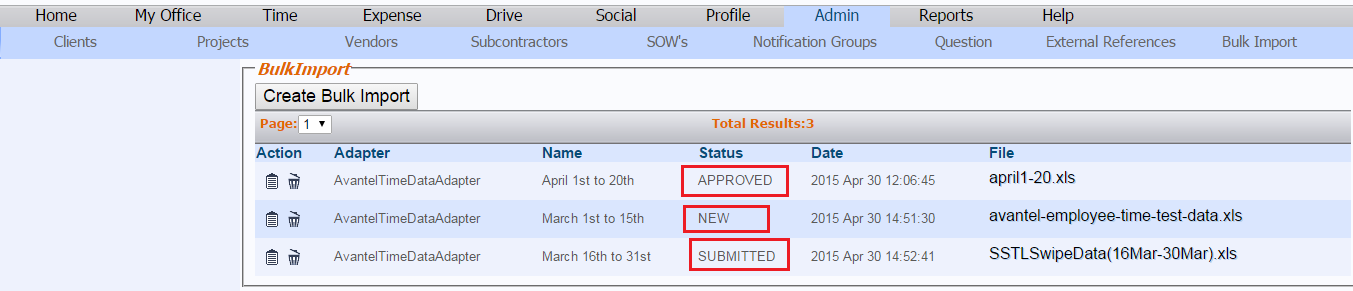 Home My Office Time Expense Drive Social Profile Admin Reports Help
Clients Projects Vendors Subcontractors SOW's Notification Groups Question External References Bulk Import
BulkImport
Create Bulk Import
Page: 1 Total Results:3
Action Adapter Name Status Date File
AvantelTimeDataAdapter April 1st to 20th APPROVED 2015 Apr 30 12:06:45 april1-20.xls
AvantelTimeDataAdapter March 1st to 15th NEW 2015 Apr 30 14:51:30 avantel-employee-time-test-data.xls
AvantelTimeDataAdapter March 16th to 31st SUBMITTED 2015 Apr 30 14:52:41 SSTLSwipeData(16Mar-30Mar).xls